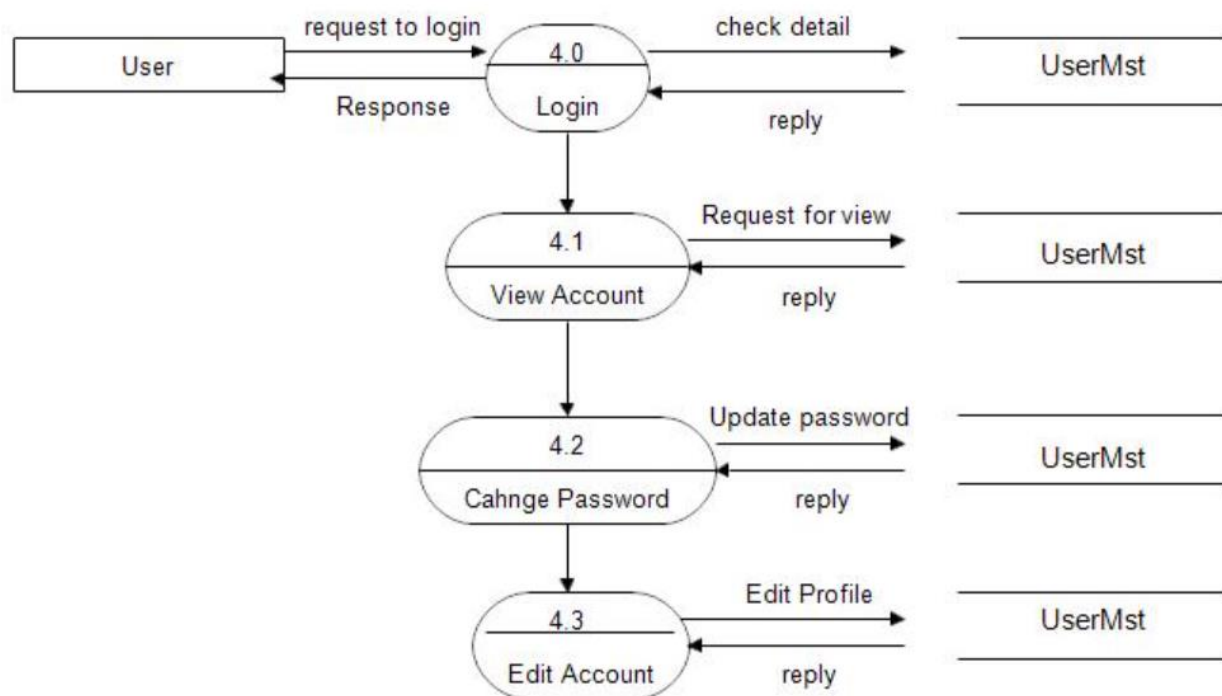 request to login
check detail
User
4.0
UserMst
Response
Login
reply
Request for view
4.1
UserMst
View Account
reply
Update password
4.2
UserMst
Cahnge Password
reply
Edit Profile
4.3
UserMst
Edit Account
reply